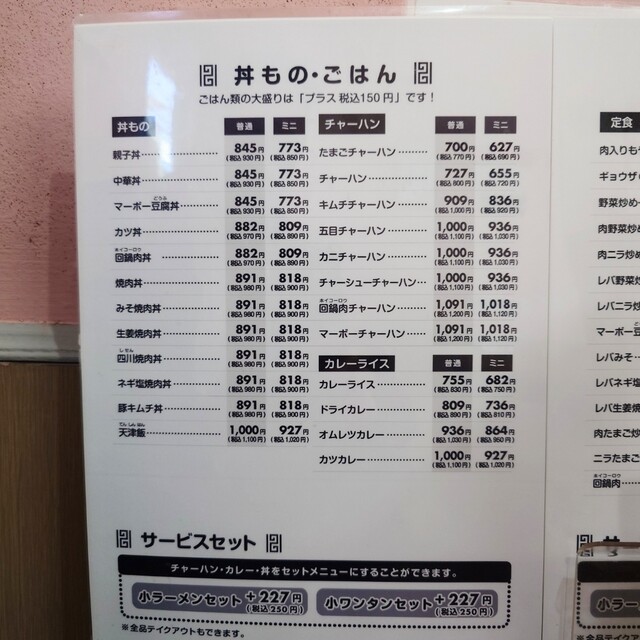 丼もの・ごはん
ごはん類の大盛りは「プラス 税込150円」です！
丼もの 普通 ミニ
親子丼 845円 (税込930円) 773円 (税込850円)
中華丼 845円 (税込930円) 773円 (税込850円)
マーボー豆腐丼 845円 (税込930円) 773円 (税込850円)
カツ丼 882円 (税込970円) 809円 (税込890円)
回鍋肉丼 882円 (税込970円) 809円 (税込890円)
焼肉丼 891円 (税込980円) 818円 (税込900円)
みそ焼肉丼 891円 (税込980円) 818円 (税込900円)
生姜焼肉丼 891円 (税込980円) 818円 (税込900円)
四川焼肉丼 891円 (税込980円) 818円 (税込900円)
ネギ塩焼肉丼 891円 (税込980円) 818円 (税込900円)
豚キムチ丼 891円 (税込980円) 818円 (税込900円)
天津飯 1,000円 (税込1,100円) 927円 (税込1,020円)
チャーハン 普通 ミニ
たまごチャーハン 700円 (税込770円) 627円 (税込690円)
チャーハン 727円 (税込800円) 655円 (税込720円)
キムチチャーハン 909円 (税込1,000円) 836円 (税込920円)
五目チャーハン 1,000円 (税込1,100円) 936円 (税込1,030円)
カニチャーハン 1,000円 (税込1,100円) 936円 (税込1,030円)
チャーシューチャーハン 1,000円 (税込1,100円) 936円 (税込1,030円)
回鍋肉チャーハン 1,091円 (税込1,200円) 1,018円 (税込1,120円)
マーボーチャーハン 1,091円 (税込1,200円) 1,018円 (税込1,120円)
カレーライス 普通 ミニ
カレーライス 755円 (税込830円) 682円 (税込750円)
ドライカレー 809円 (税込890円) 736円 (税込810円)
オムレツカレー 936円 (税込1,030円) 864円 (税込950円)
カツカレー 1,000円 (税込1,100円) 927円 (税込1,020円)
サービスセット
チャーハン・カレー・丼をセットメニューにすることができます。
小ラーメンセット +227円 (税込250円) 小ワンタンセット +227円 (税込250円)
※全品テイクアウトもできます。
定食
肉入りも
ギョウザ
野菜炒め
肉野菜炒
肉ニラ炒め
レバ野菜
レバニラ炒
マーボー豆
レバみそ
レバネギ塩
レバ生姜焼
肉たまご炒
ニラたまご
回鍋肉
チャー
小ラー
※全品テ